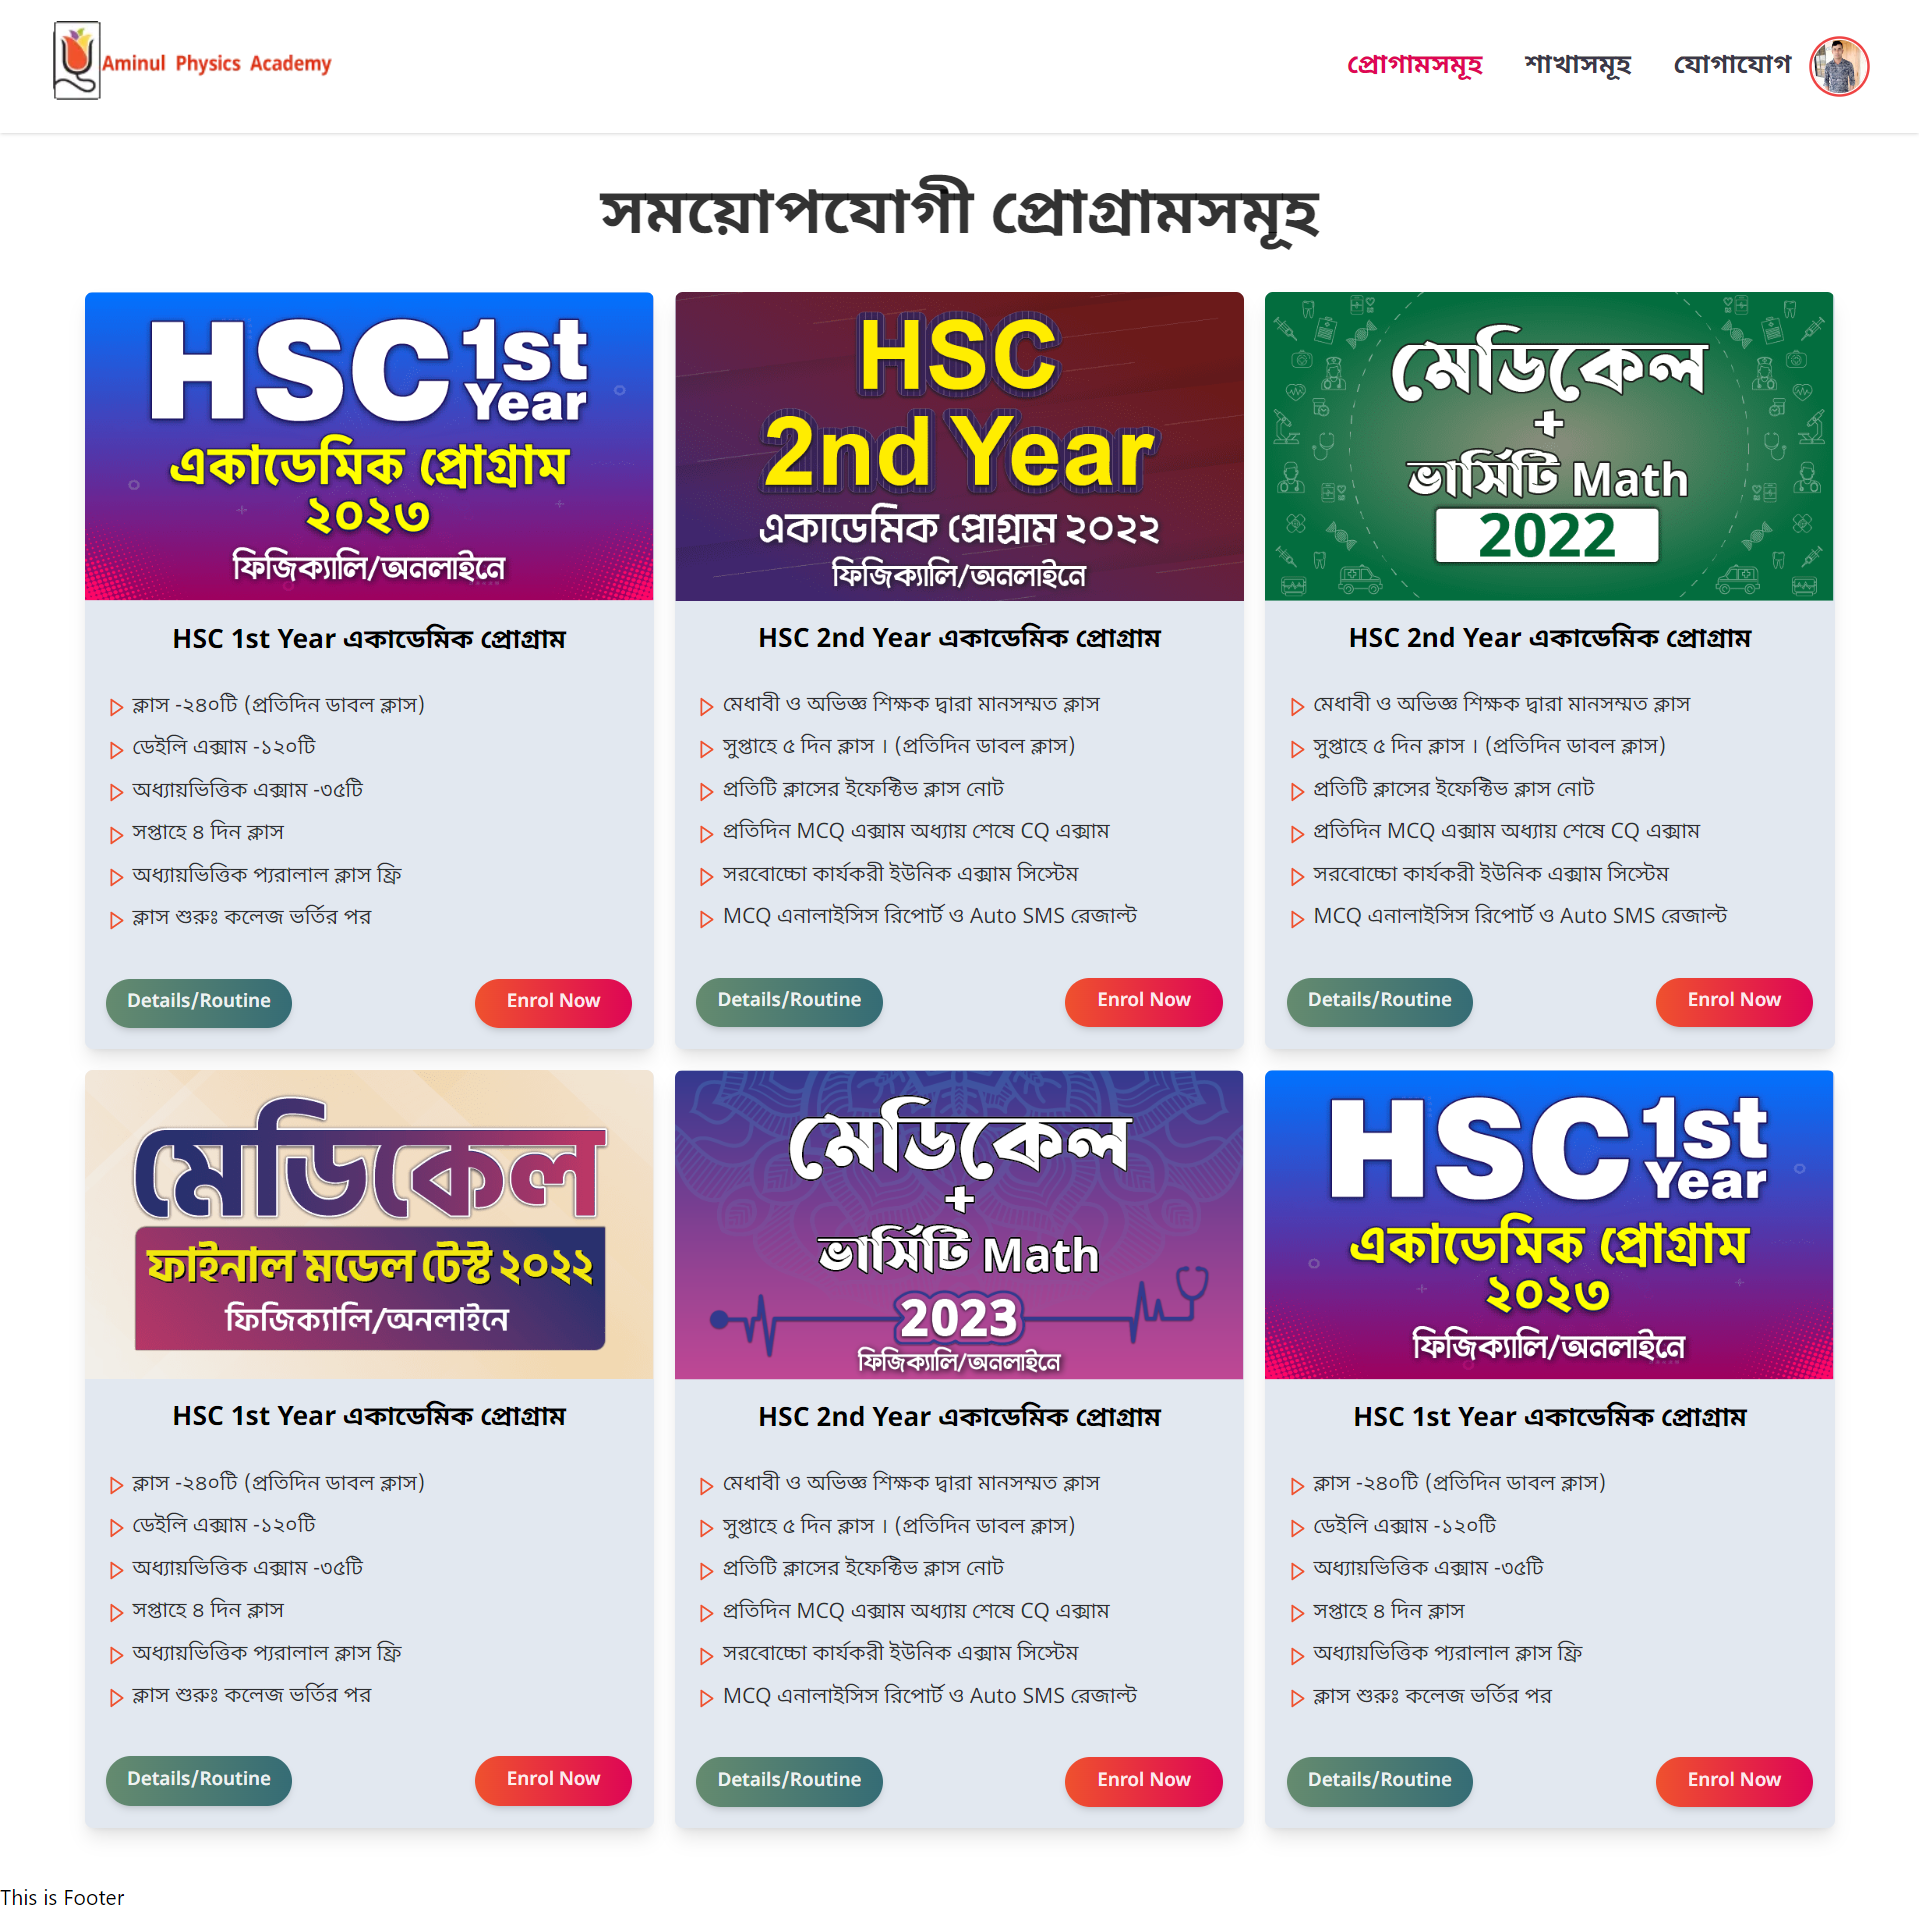 Aminul Physics Academy
প্রোগামসমূহ
শাখাসমূহ
যোগাযোগ
সময়োপযোগী প্রোগ্রামসমূহ
HSC 1st Year
একাডেমিক প্রোগ্রাম
২০২৩
ফিজিক্যালি/অনলাইনে
HSC 1st Year একাডেমিক প্রোগ্রাম
ক্লাস -২৪০টি (প্রতিদিন ডাবল ক্লাস)
ডেইলি এক্সাম -১২০টি
অধ্যায়ভিত্তিক এক্সাম -৩৫টি
সপ্তাহে ৪ দিন ক্লাস
অধ্যায়ভিত্তিক প্যরালাল ক্লাস ফ্রি
ক্লাস শুরুঃ কলেজ ভর্তির পর
Details/Routine
Enrol Now
HSC
2nd Year
একাডেমিক প্রোগ্রাম ২০২২
ফিজিক্যালি/অনলাইনে
HSC 2nd Year একাডেমিক প্রোগ্রাম
মেধাবী ও অভিজ্ঞ শিক্ষক দ্বারা মানসম্মত ক্লাস
সুপ্তাহে ৫ দিন ক্লাস । (প্রতিদিন ডাবল ক্লাস)
প্রতিটি ক্লাসের ইফেক্টিভ ক্লাস নোট
প্রতিদিন MCQ এক্সাম অধ্যায় শেষে CQ এক্সাম
সরবোচ্চো কার্যকরী ইউনিক এক্সাম সিস্টেম
MCQ এনালাইসিস রিপোর্ট ও Auto SMS রেজাল্ট
Details/Routine
Enrol Now
মেডিকেল
+
ভার্সিটি Math
2022
HSC 2nd Year একাডেমিক প্রোগ্রাম
মেধাবী ও অভিজ্ঞ শিক্ষক দ্বারা মানসম্মত ক্লাস
সুপ্তাহে ৫ দিন ক্লাস । (প্রতিদিন ডাবল ক্লাস)
প্রতিটি ক্লাসের ইফেক্টিভ ক্লাস নোট
প্রতিদিন MCQ এক্সাম অধ্যায় শেষে CQ এক্সাম
সরবোচ্চো কার্যকরী ইউনিক এক্সাম সিস্টেম
MCQ এনালাইসিস রিপোর্ট ও Auto SMS রেজাল্ট
Details/Routine
Enrol Now
মেডিকেল
ফাইনাল মডেল টেস্ট ২০২২
ফিজিক্যালি/অনলাইনে
HSC 1st Year একাডেমিক প্রোগ্রাম
ক্লাস -২৪০টি (প্রতিদিন ডাবল ক্লাস)
ডেইলি এক্সাম -১২০টি
অধ্যায়ভিত্তিক এক্সাম -৩৫টি
সপ্তাহে ৪ দিন ক্লাস
অধ্যায়ভিত্তিক প্যরালাল ক্লাস ফ্রি
ক্লাস শুরুঃ কলেজ ভর্তির পর
Details/Routine
Enrol Now
মেডিকেল
+
ভার্সিটি Math
2023
ফিজিক্যালি/অনলাইনে
HSC 2nd Year একাডেমিক প্রোগ্রাম
মেধাবী ও অভিজ্ঞ শিক্ষক দ্বারা মানসম্মত ক্লাস
সুপ্তাহে ৫ দিন ক্লাস । (প্রতিদিন ডাবল ক্লাস)
প্রতিটি ক্লাসের ইফেক্টিভ ক্লাস নোট
প্রতিদিন MCQ এক্সাম অধ্যায় শেষে CQ এক্সাম
সরবোচ্চো কার্যকরী ইউনিক এক্সাম সিস্টেম
MCQ এনালাইসিস রিপোর্ট ও Auto SMS রেজাল্ট
Details/Routine
Enrol Now
HSC 1st Year
একাডেমিক প্রোগ্রাম
২০২৩
ফিজিক্যালি/অনলাইনে
HSC 1st Year একাডেমিক প্রোগ্রাম
ক্লাস -২৪০টি (প্রতিদিন ডাবল ক্লাস)
ডেইলি এক্সাম -১২০টি
অধ্যায়ভিত্তিক এক্সাম -৩৫টি
সপ্তাহে ৪ দিন ক্লাস
অধ্যায়ভিত্তিক প্যরালাল ক্লাস ফ্রি
ক্লাস শুরুঃ কলেজ ভর্তির পর
Details/Routine
Enrol Now
This is Footer